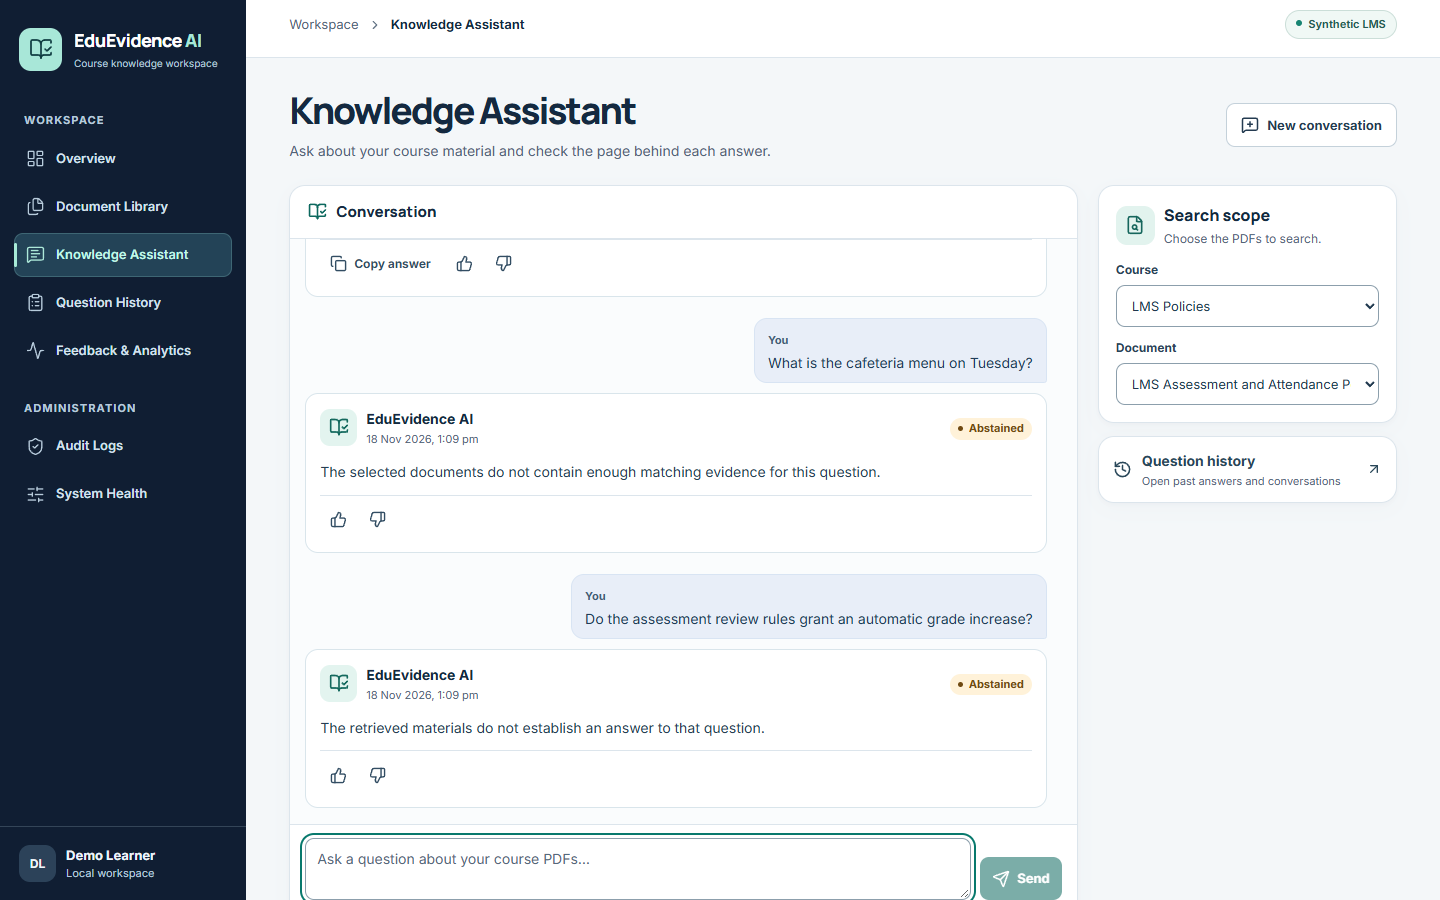 EduEvidence AI
Course knowledge workspace
WORKSPACE
Overview
Document Library
Knowledge Assistant
Question History
Feedback & Analytics
ADMINISTRATION
Audit Logs
System Health
DL
Demo Learner
Local workspace
Workspace > Knowledge Assistant
Synthetic LMS
Knowledge Assistant
Ask about your course material and check the page behind each answer.
New conversation
Conversation
Copy answer
You
What is the cafeteria menu on Tuesday?
EduEvidence AI
18 Nov 2026, 1:09 pm
Abstained
The selected documents do not contain enough matching evidence for this question.
You
Do the assessment review rules grant an automatic grade increase?
EduEvidence AI
18 Nov 2026, 1:09 pm
Abstained
The retrieved materials do not establish an answer to that question.
Ask a question about your course PDFs...
Send
Search scope
Choose the PDFs to search.
Course
LMS Policies
Document
LMS Assessment and Attendance P
Question history
Open past answers and conversations